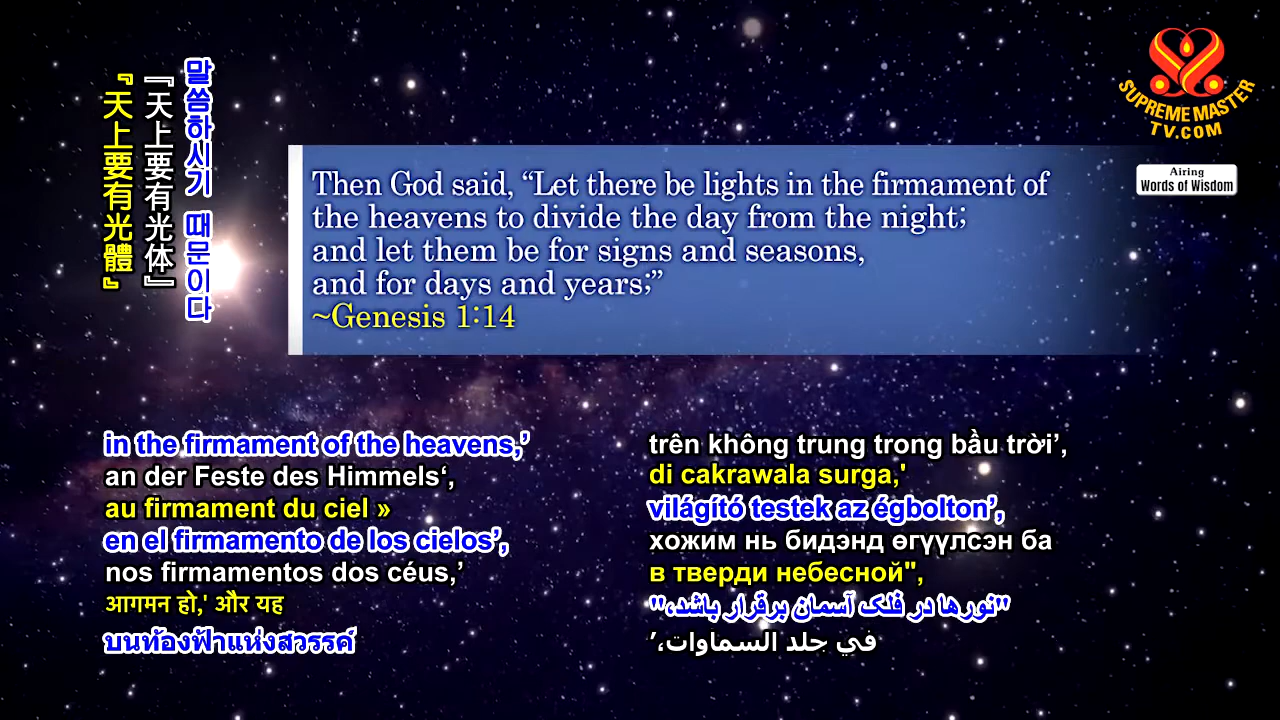 말씀하시기 때문이다
『天上要有光体』
『天上要有光體』
SUPREME MASTER
TV.COM
Airing
Words of Wisdom
Then God said, “Let there be lights in the firmament of
the heavens to divide the day from the night;
and let them be for signs and seasons,
and for days and years;”
~Genesis 1:14
in the firmament of the heavens,’
an der Feste des Himmels‘,
au firmament du ciel »
en el firmamento de los cielos’,
nos firmamentos dos céus,’
आगमन हो,' और यह
บนท้องฟ้าแห่งสวรรค์
trên không trung trong bầu trời’,
di cakrawala surga,'
világító testek az égbolton’,
хожим нь бидэнд өгүүлсэн ба
в тверди небесной",
"نورها در فلک آسمان برقرار باشد،"
في جلد السماوات،’